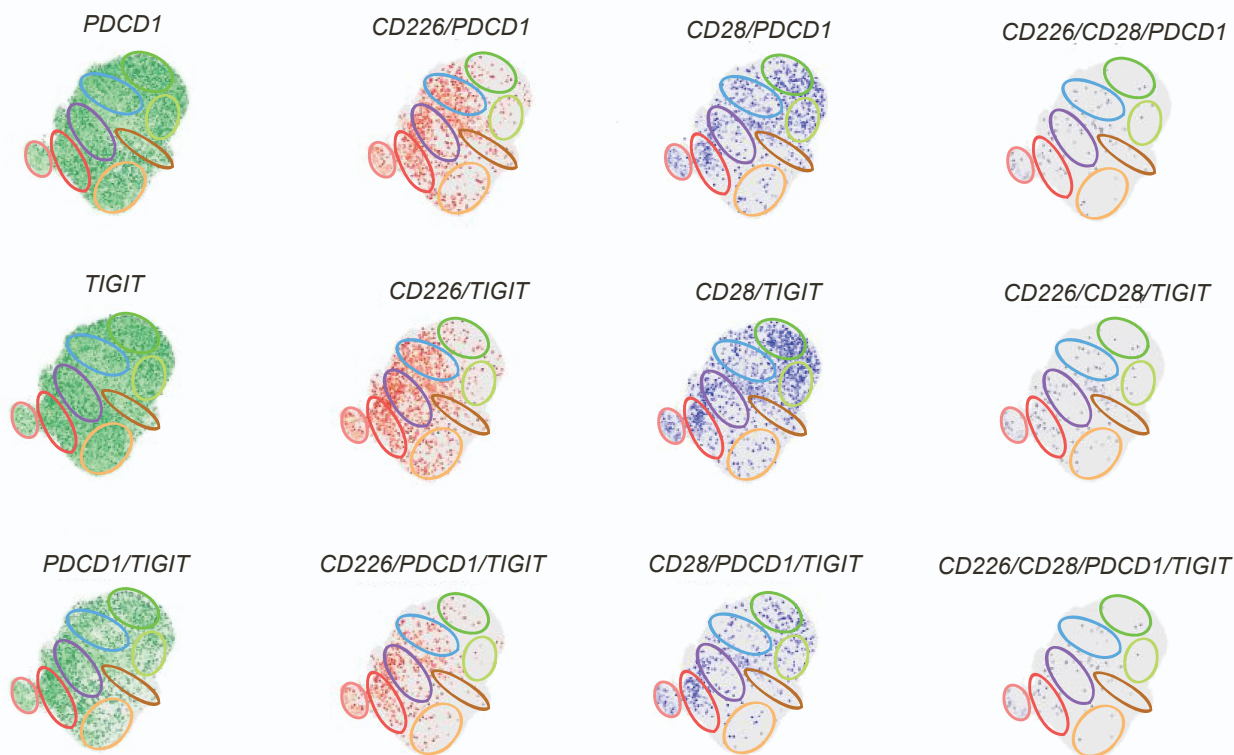 PDCD1
CD226/PDCD1
CD28/PDCD1
CD226/CD28/PDCD1
TIGIT
CD226/TIGIT
CD28/TIGIT
CD226/CD28/TIGIT
PDCD1/TIGIT
CD226/PDCD1/TIGIT
CD28/PDCD1/TIGIT
CD226/CD28/PDCD1/TIGIT